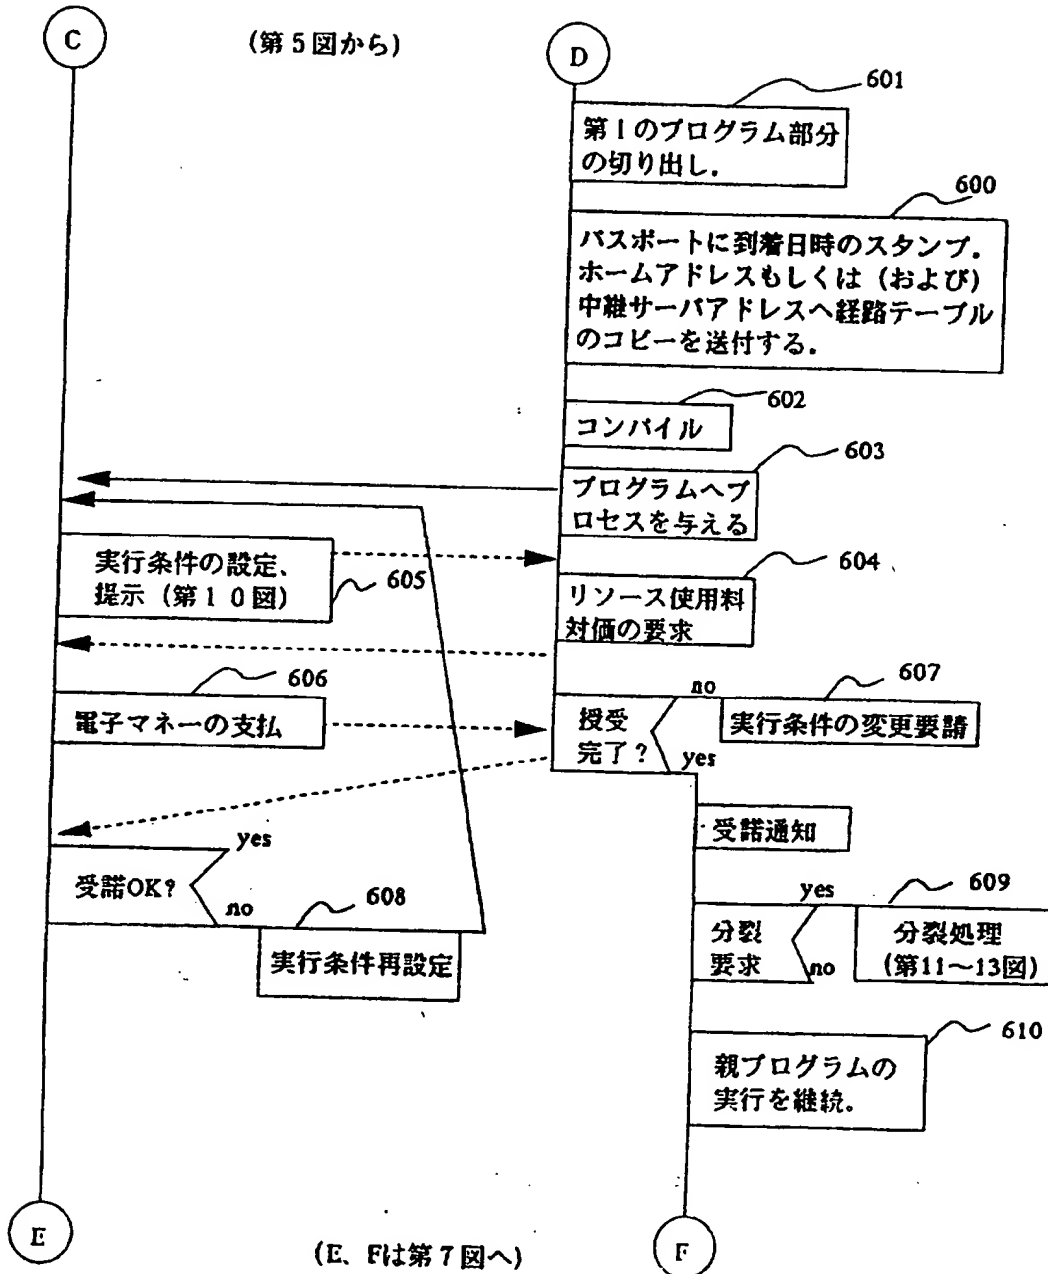 C
(第5図から)
D
601
第1のプログラム部分
の切り出し.
600
パスポートに到着日時のスタンプ.
ホームアドレスもしくは (および)
中継サーバアドレスへ経路テーブル
のコピーを送付する.
602
コンパイル
603
プログラムへプ
ロセスを与える
実行条件の設定、
提示 (第10図)
605
604
リソース使用料
対価の要求
606
電子マネーの支払
授受
完了?
no
yes
607
実行条件の変更要請
受諾通知
yes
受諾OK?
no
608
実行条件再設定
分裂
要求
yes
no
609
分裂処理
(第11~13図)
610
親プログラムの
実行を継続。
E
(E、Fは第7図へ)
F